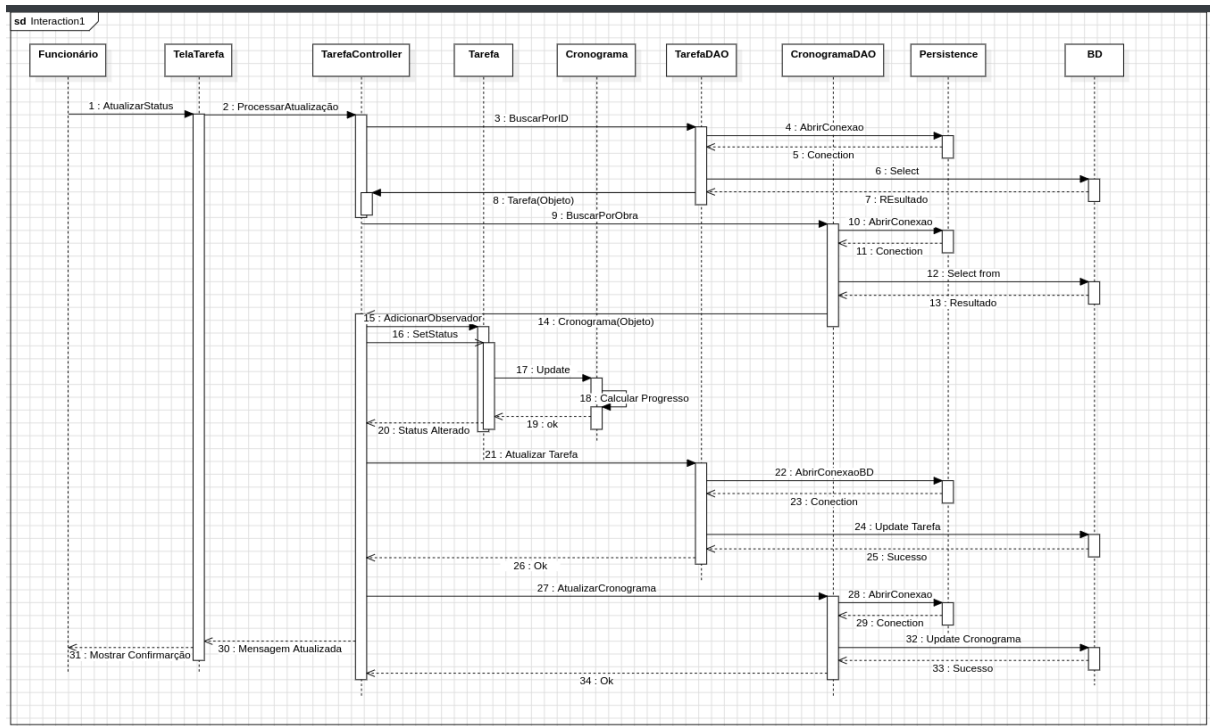 sd Interaction1
Funcionário
TelaTarefa
TarefaController
Tarefa
Cronograma
TarefaDAO
CronogramaDAO
Persistence
BD
1 : AtualizarStatus
2 : ProcessarAtualização
3 : BuscarPorID
4 : AbrirConexao
5 : Conection
6 : Select
7 : REsultado
8 : Tarefa(Objeto)
9 : BuscarPorObra
10 : AbrirConexao
11 : Conection
12 : Select from
13 : Resultado
14 : Cronograma(Objeto)
15 : AdicionarObservador
16 : SetStatus
17 : Update
18 : Calcular Progresso
19 : ok
20 : Status Alterado
21 : Atualizar Tarefa
22 : AbrirConexaoBD
23 : Conection
24 : Update Tarefa
25 : Sucesso
26 : Ok
27 : AtualizarCronograma
28 : AbrirConexao
29 : Conection
32 : Update Cronograma
30 : Mensagem Atualizada
31 : Mostrar Confirmarção
33 : Sucesso
34 : Ok